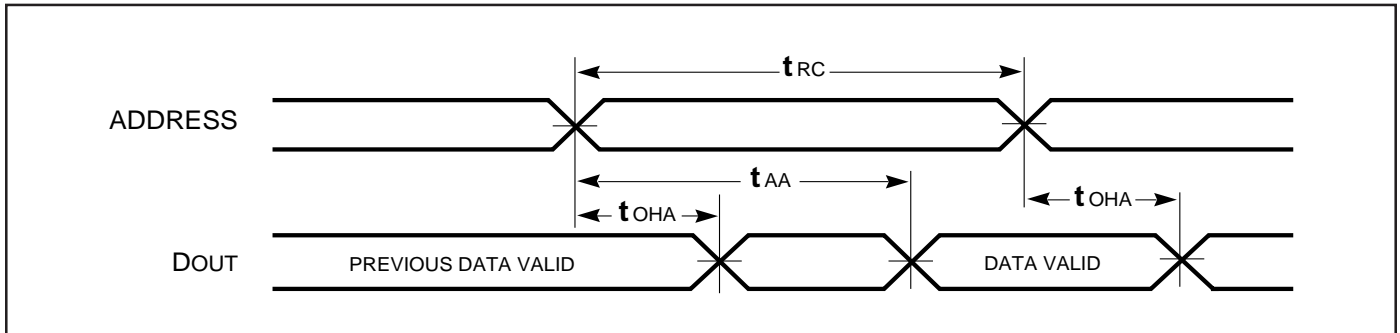 tRC
ADDRESS
tAA
tOHA
tOHA
DOUT
PREVIOUS DATA VALID
DATA VALID